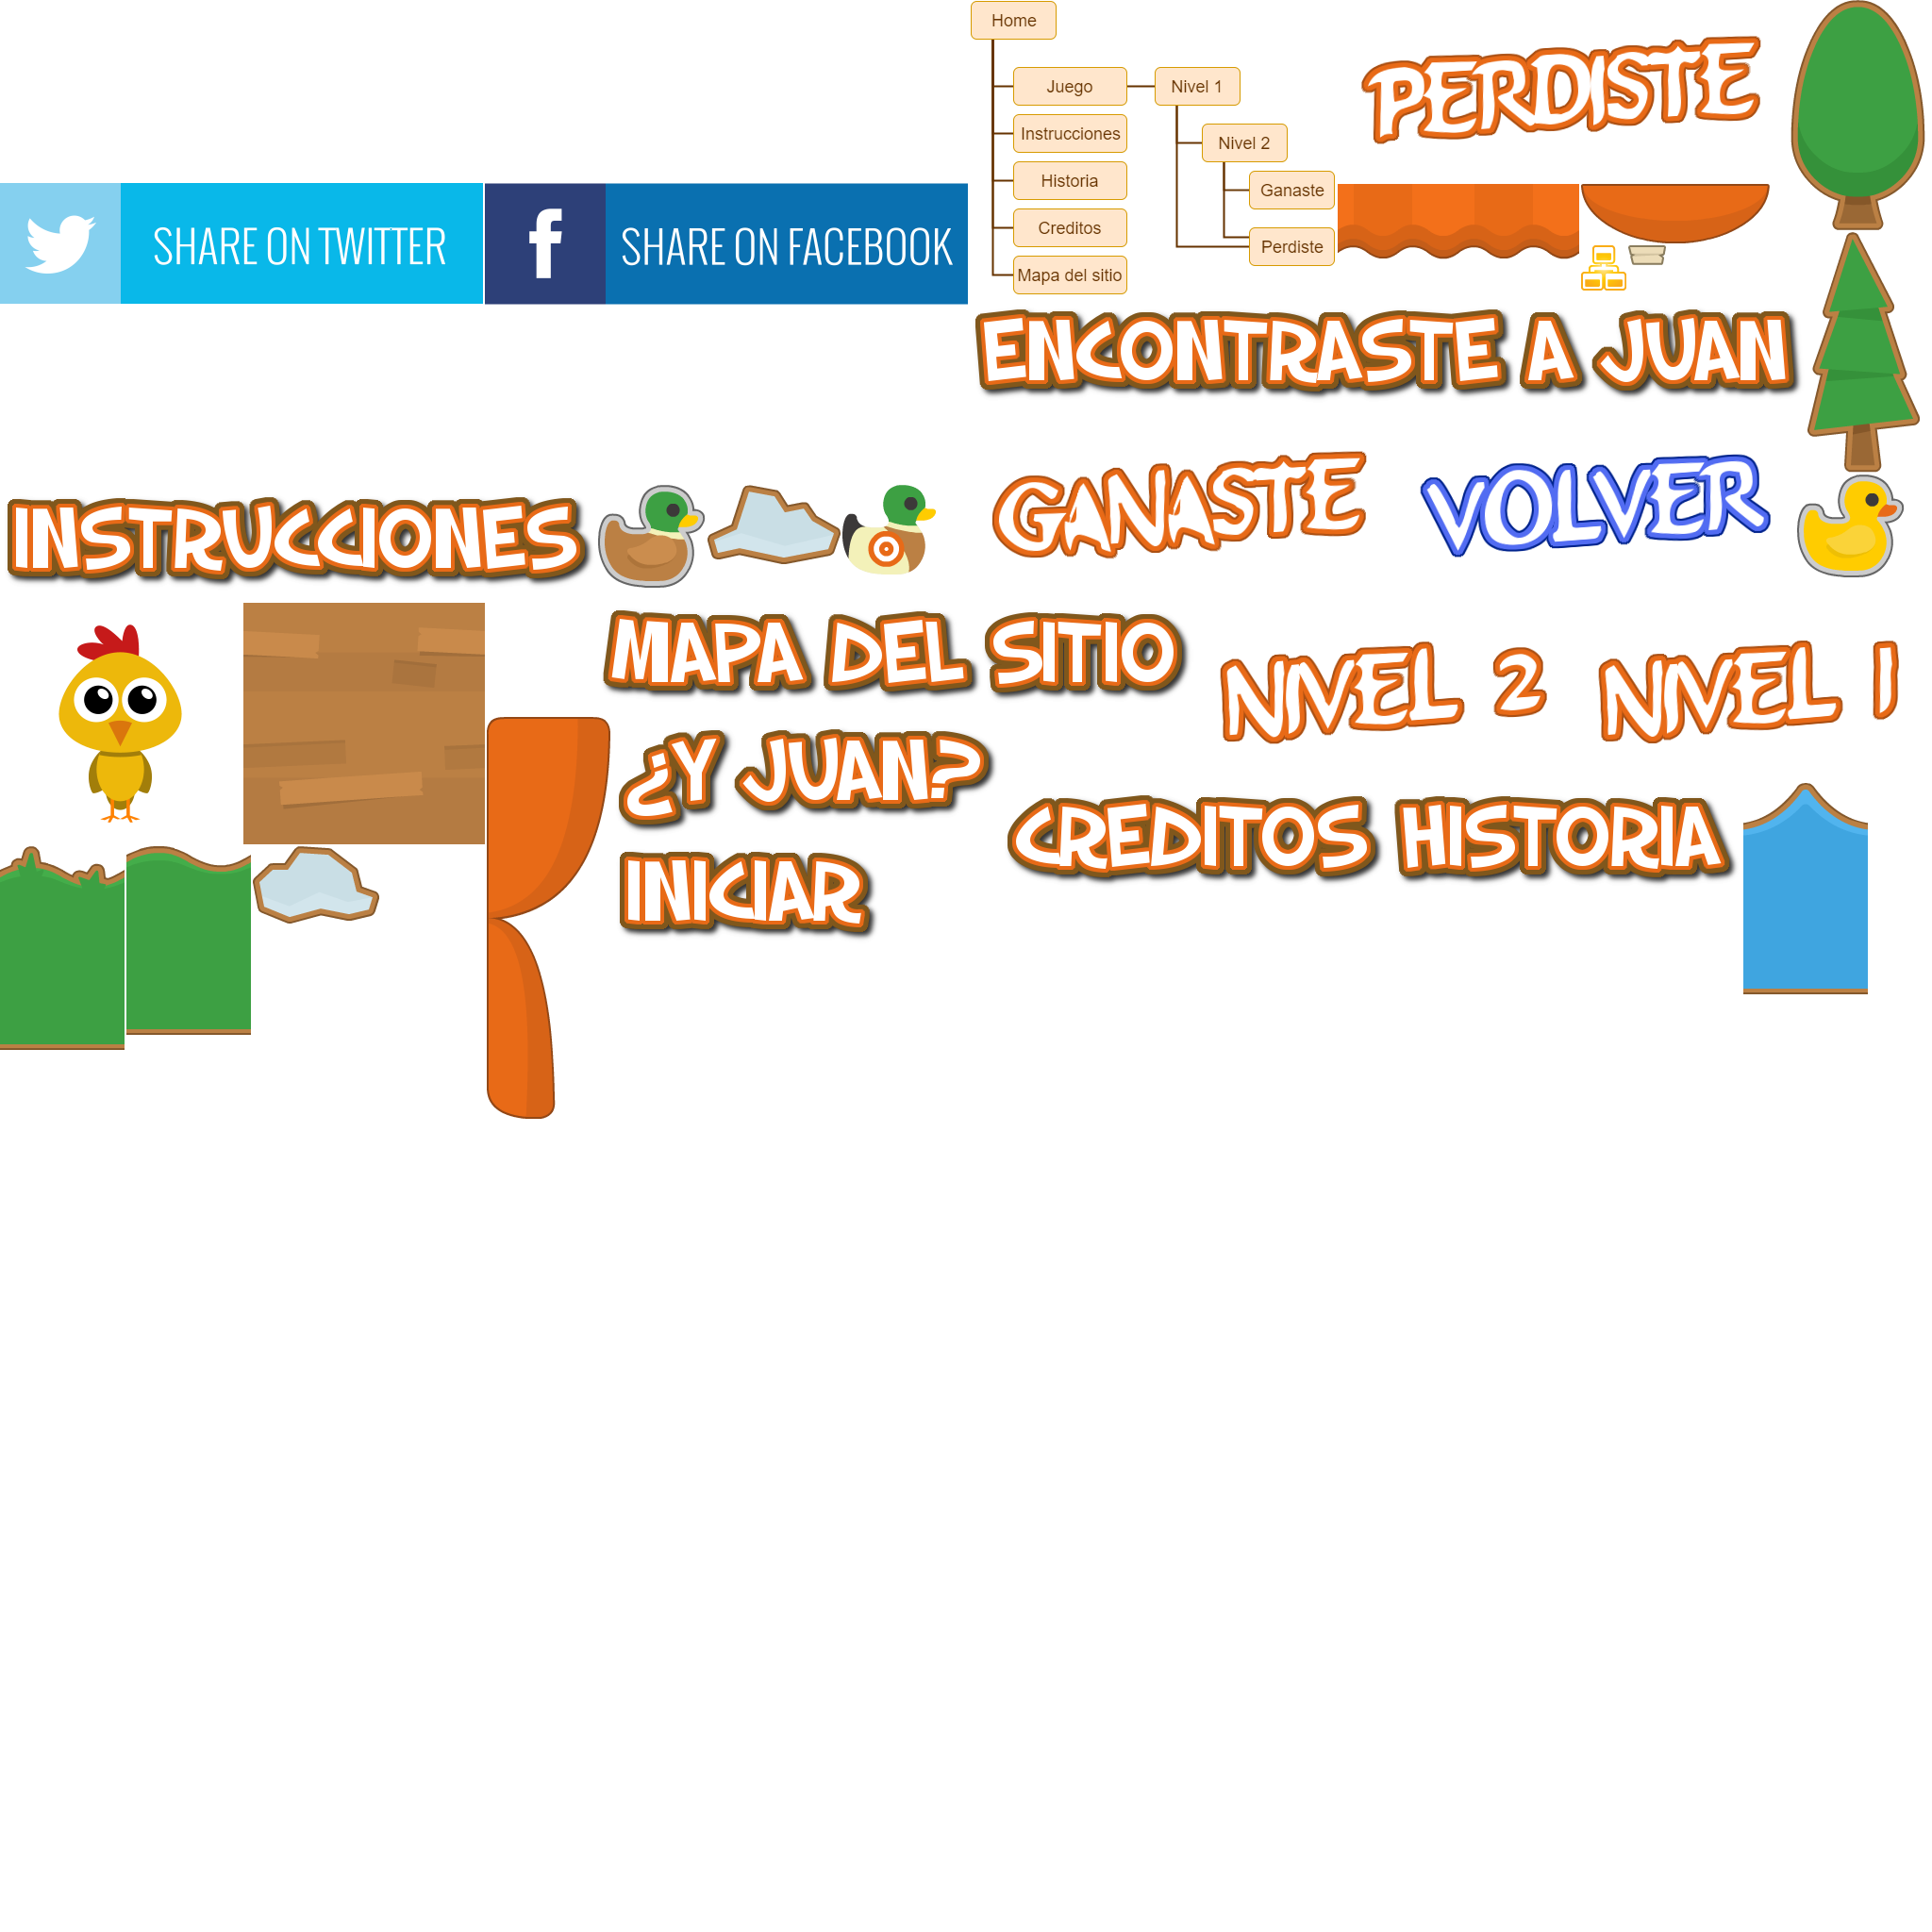 Home
Juego
Nivel 1
Instrucciones
Nivel 2
Historia
Ganaste
Creditos
Perdiste
Mapa del sitio
PERDISTE
SHARE ON TWITTER
SHARE ON FACEBOOK
ENCONTRASTE A JUAN
INSTRUCCIONES
GANASTE
VOLVER
MAPA DEL SITIO
NIVEL 2
NIVEL 1
¿Y JUAN?
CREDITOS
HISTORIA
INICIAR